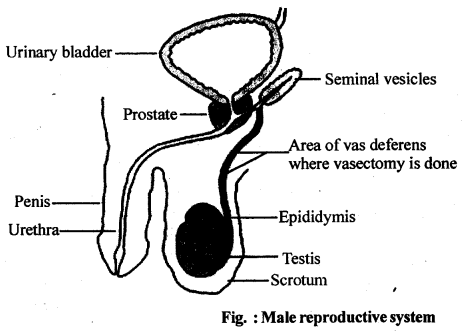 Urinary bladder
Seminal vesicles
Prostate
Area of vas deferens
where vasectomy is done
Penis
Epididymis
Urethra
Testis
Scrotum
Fig. : Male reproductive system